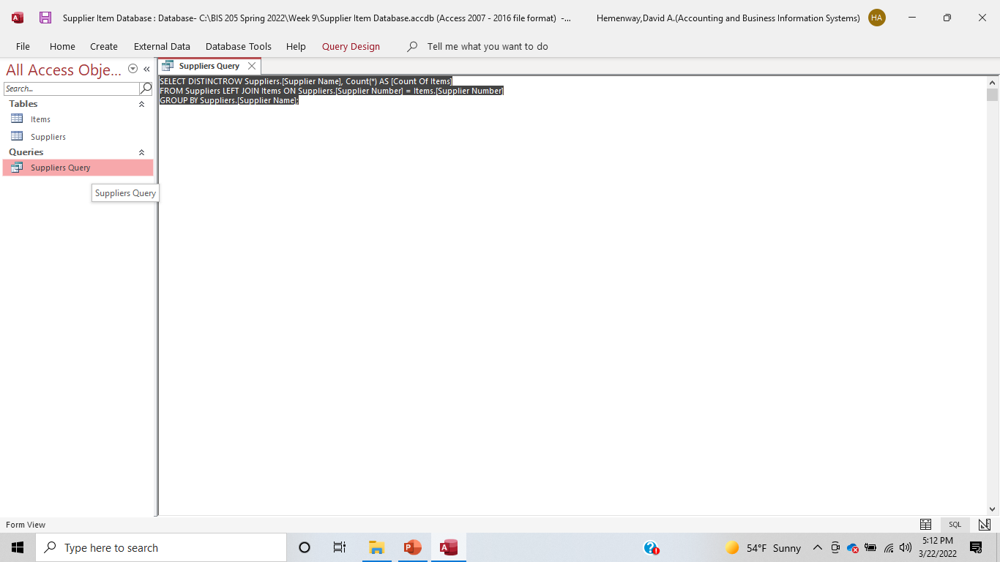 Supplier Item Database : Database- C:\BIS 205 Spring 2022\Week 9\Supplier Item Database.accdb (Access 2007 - 2016 file format) -...
Hemenway,David A.(Accounting and Business Information Systems)
HA
File Home Create External Data Database Tools Help Query Design Tell me what you want to do
All Access Obje...
Search...
Tables
Items
Suppliers
Queries
Suppliers Query
Suppliers Query
Suppliers Query
SELECT DISTINCTROW Suppliers.[Supplier Name], Count(*) AS [Count Of Items]
FROM Suppliers LEFT JOIN Items ON Suppliers.[Supplier Number] = Items.[Supplier Number]
GROUP BY Suppliers.[Supplier Name];
Form View
SQL
Type here to search
54°F Sunny
5:12 PM
3/22/2022